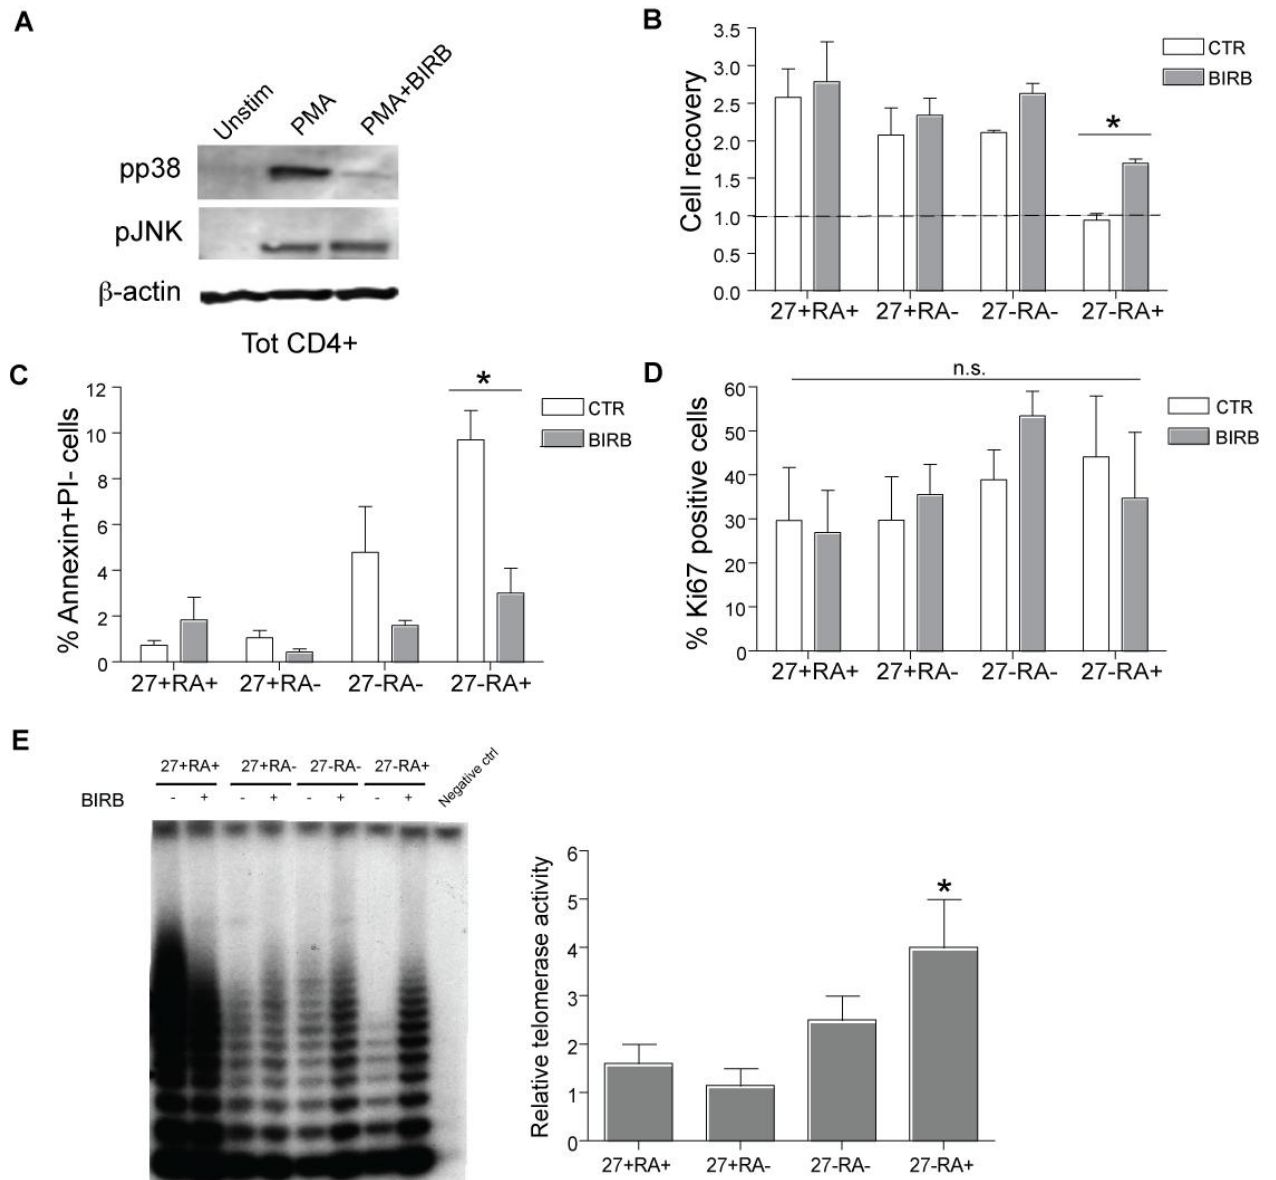 A
Unstim PMA PMA+BIRB
pp38
pJNK
β-actin
Tot CD4+
B
Cell recovery
3.5
3.0
2.5
2.0
1.5
1.0
0.5
0.0
*
CTR
BIRB
27+RA+ 27+RA- 27-RA- 27-RA+
C
% Annexin+PI- cells
12
10
8
6
4
2
0
*
CTR
BIRB
27+RA+ 27+RA- 27-RA- 27-RA+
D
% Ki67 positive cells
60
50
40
30
20
10
0
n.s.
CTR
BIRB
27+RA+ 27+RA- 27-RA- 27-RA+
E
27+RA+ 27+RA- 27-RA- 27-RA+ Negative ctrl
BIRB - + - + - + - +
Relative telomerase activity
6
5
4
3
2
1
0
*
27+RA+ 27+RA- 27-RA- 27-RA+